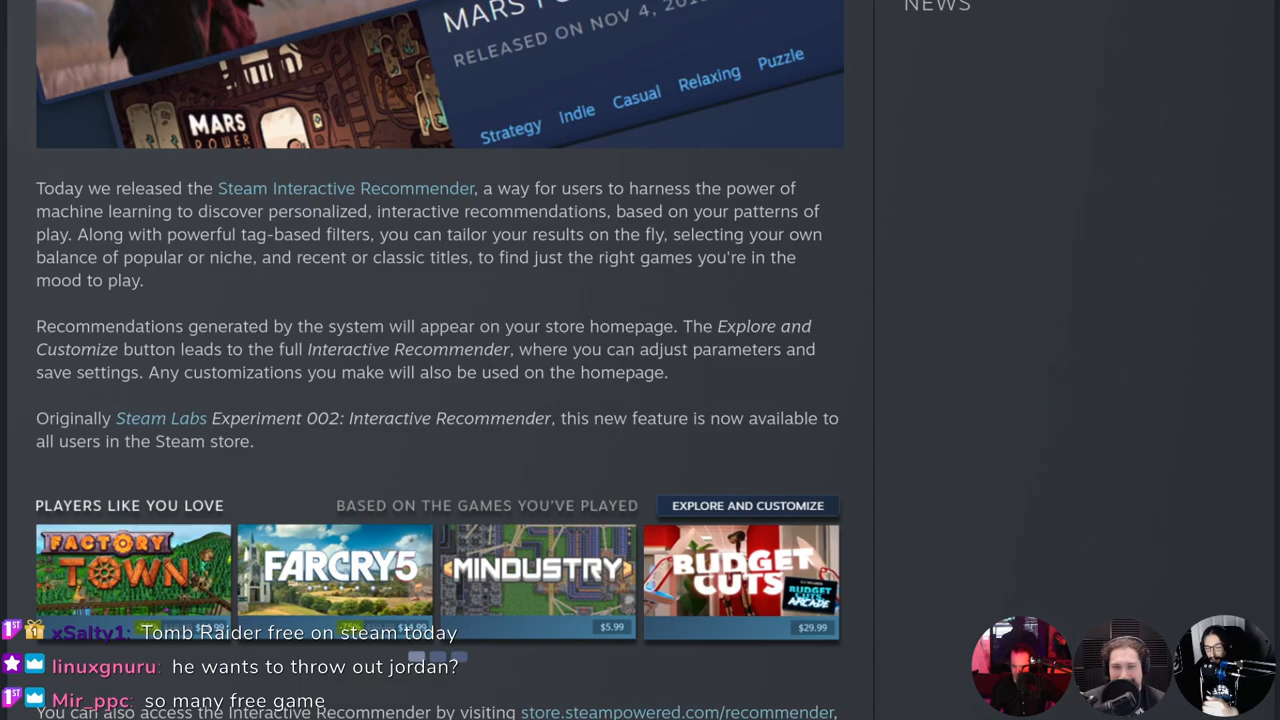 NEWS
MARS
RELEASED ON NOV 4,
Strategy Indie Casual Relaxing Puzzle
MARS
POWER
Today we released the Steam Interactive Recommender, a way for users to harness the power of
machine learning to discover personalized, interactive recommendations, based on your patterns of
play. Along with powerful tag-based filters, you can tailor your results on the fly, selecting your own
balance of popular or niche, and recent or classic titles, to find just the right games you're in the
mood to play.
Recommendations generated by the system will appear on your store homepage. The Explore and
Customize button leads to the full Interactive Recommender, where you can adjust parameters and
save settings. Any customizations you make will also be used on the homepage.
Originally Steam Labs Experiment 002: Interactive Recommender, this new feature is now available to
all users in the Steam store.
PLAYERS LIKE YOU LOVE BASED ON THE GAMES YOU'VE PLAYED EXPLORE AND CUSTOMIZE
FACTORY
TOWN
FARCRY5
MINDUSTRY
BUDGET
CUTS
BUDGET
CUTS
ARCADE
$5.99
$29.99
xSalty1: Tomb Raider free on steam today
linuxgnuru: he wants to throw out jordan?
Mir_ppc: so many free game
You can also access the Interactive Recommender by visiting store.steampowered.com/recommender,